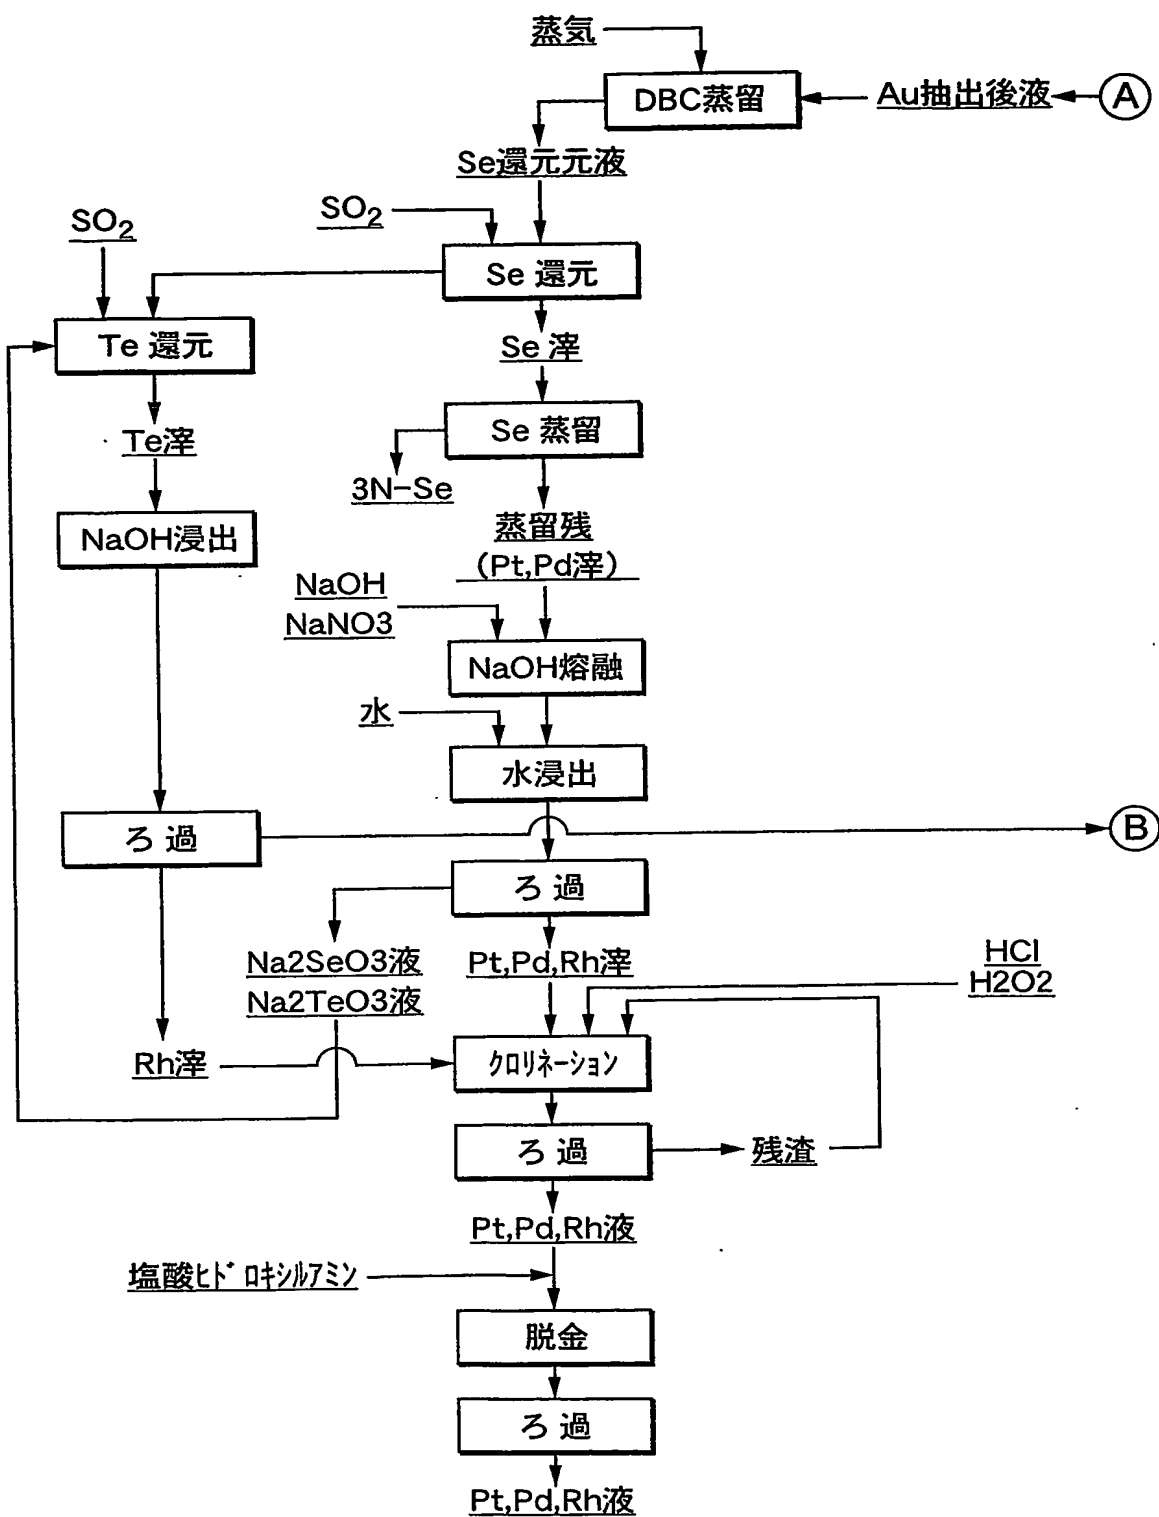 蒸気
DBC蒸留
Au抽出後液
A
Se還元元液
SO2
SO2
Se 還元
Te 還元
Se 滓
Se 蒸留
Te滓
3N-Se
蒸留残
(Pt,Pd滓)
NaOH浸出
NaOH
NaNO3
NaOH熔融
水
水浸出
ろ 過
B
ろ 過
Na2SeO3液
Na2TeO3液
Pt,Pd,Rh滓
HCl
H2O2
Rh滓
クロリネーション
ろ 過
残渣
Pt,Pd,Rh液
塩酸ヒドロキシルアミン
脱金
ろ 過
Pt,Pd,Rh液